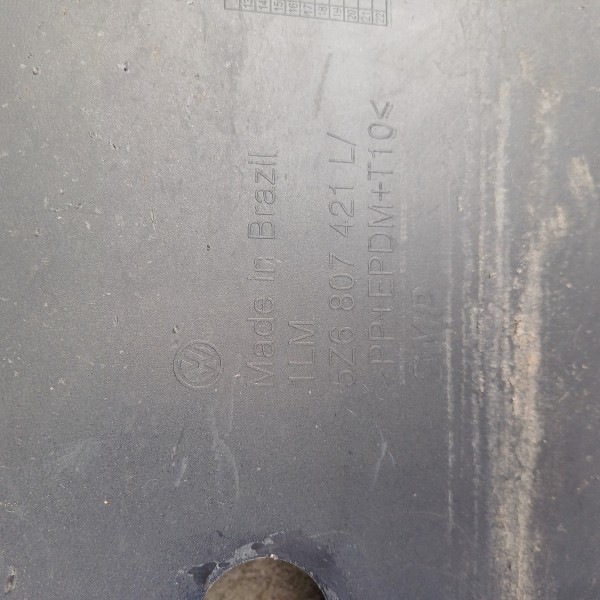 Made in Brazil
1LM
5Z6 807 421 L/
>PP+EPDM+T10<